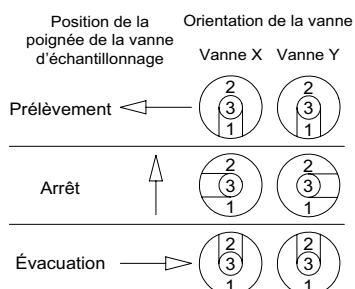 Position de la
poignée de la vanne
d'échantillonnage
Orientation de la vanne
Vanne X Vanne Y
Prélèvement
2 2
3 3
1 1
Arrêt
2 2
3 3
1 1
Évacuation
2 2
3 3
1 1